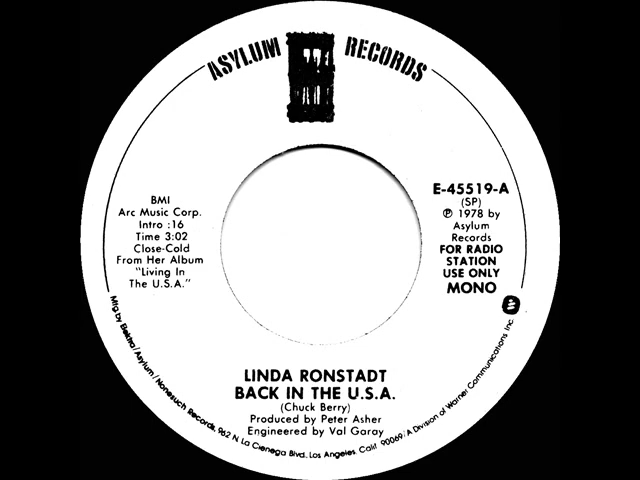 ASYLUM RECORDS
BMI
Arc Music Corp.
Intro :16
Time 3:02
Close-Cold
From Her Album
"Living In
The U.S.A."
E-45519-A
(SP)
℗ 1978 by
Asylum
Records
FOR RADIO
STATION
USE ONLY
MONO
LINDA RONSTADT
BACK IN THE U.S.A.
(Chuck Berry)
Produced by Peter Asher
Engineered by Val Garay
Mfg by Elektra/Asylum/Nonesuch Records, 962 N. La Cienega Blvd. Los Angeles, Calif. 90069/A Division of Warner Communications Inc.